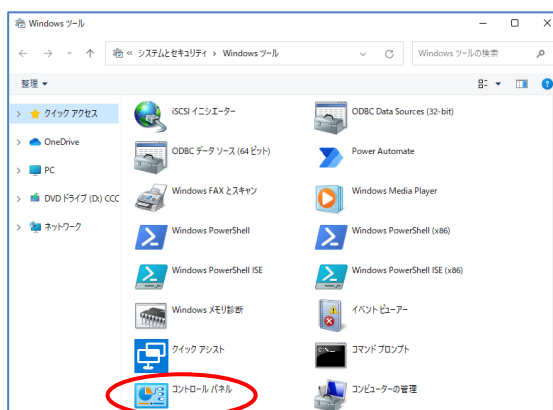 Windows ツール
« システムとセキュリティ › Windows ツール
Windows ツールの検索
整理
クイック アクセス
OneDrive
PC
DVD ドライブ (D:) CCC
ネットワーク
iSCSI イニシエーター
ODBC Data Sources (32-bit)
ODBC データ ソース (64 ビット)
Power Automate
Windows FAX とスキャン
Windows Media Player
Windows PowerShell
Windows PowerShell (x86)
Windows PowerShell ISE
Windows PowerShell ISE (x86)
Windows メモリ診断
イベント ビューアー
クイック アシスト
コマンド プロンプト
コントロール パネル
コンピューターの管理